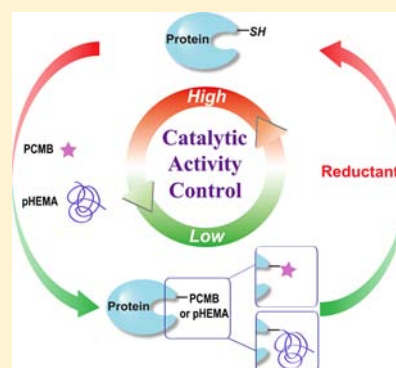 Protein
SH
High
PCMB
Catalytic
Activity
Control
Reductant
pHEMA
Low
Protein
PCMB
or pHEMA